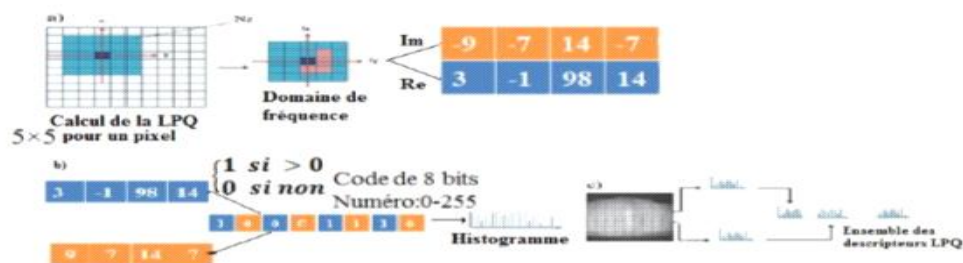 a)
Nx
Im -9 -7 14 -7
Re 3 -1 98 14
Calcul de la LPQ
5×5 pour un pixel
Domaine de
fréquence
b)
1 si > 0
0 si non
3 -1 98 14
Code de 8 bits
Numéro:0-255
Histogramme
9 7 14 7
c)
Ensemble des
descripteurs LPQ